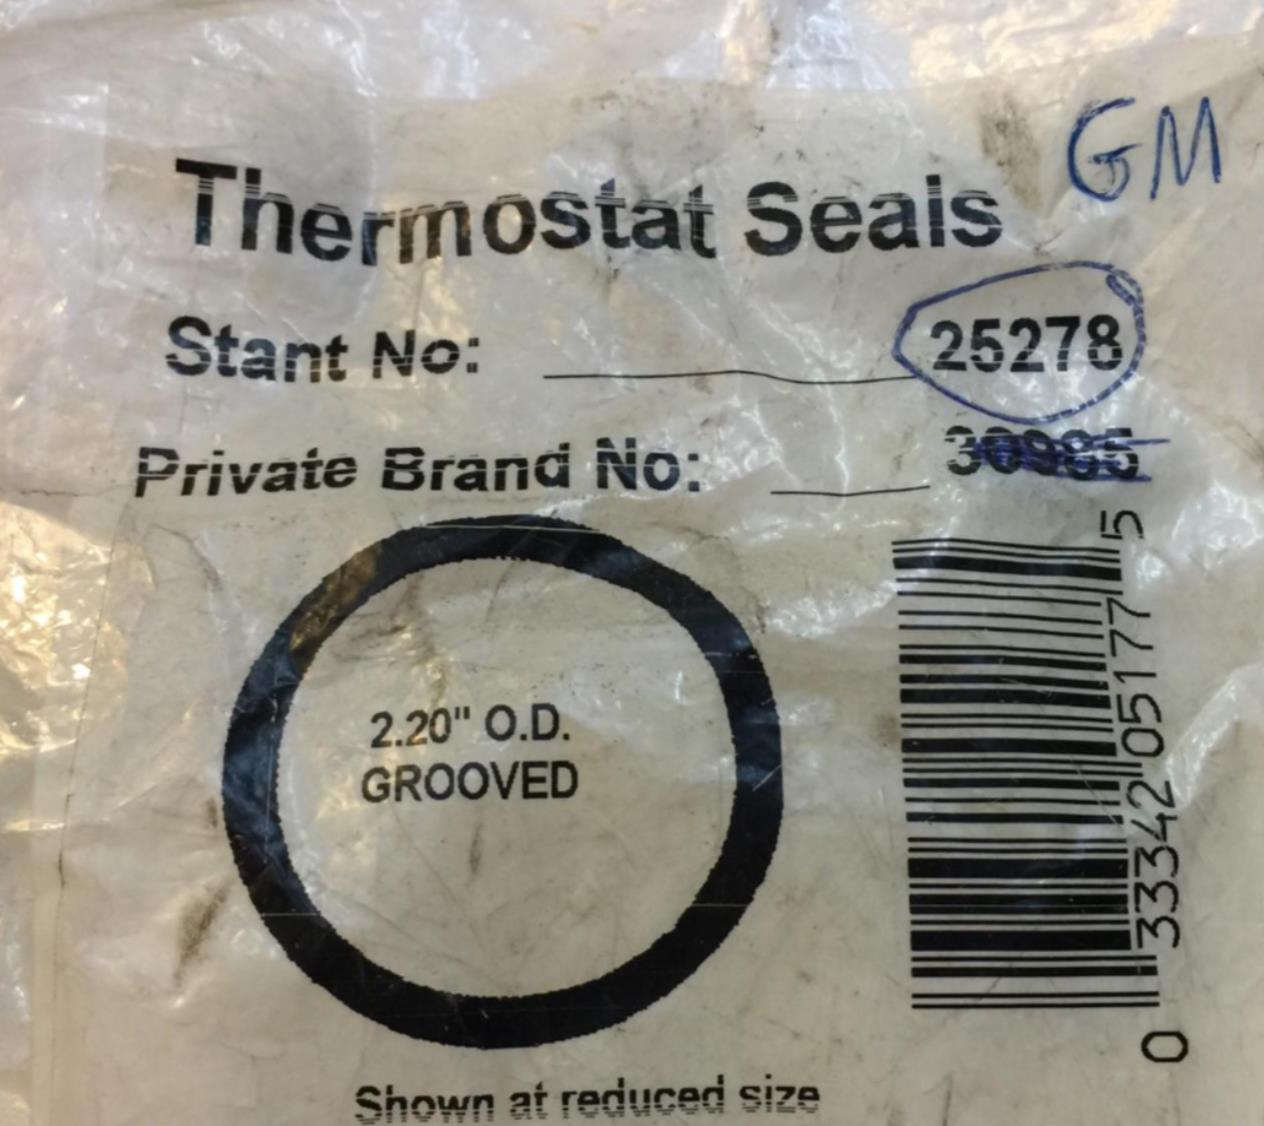 GM
Thermostat Seals
Stant No: 25278
Private Brand No: 30985
2.20" O.D.
GROOVED
0 33342 05177 5
Shown at reduced size